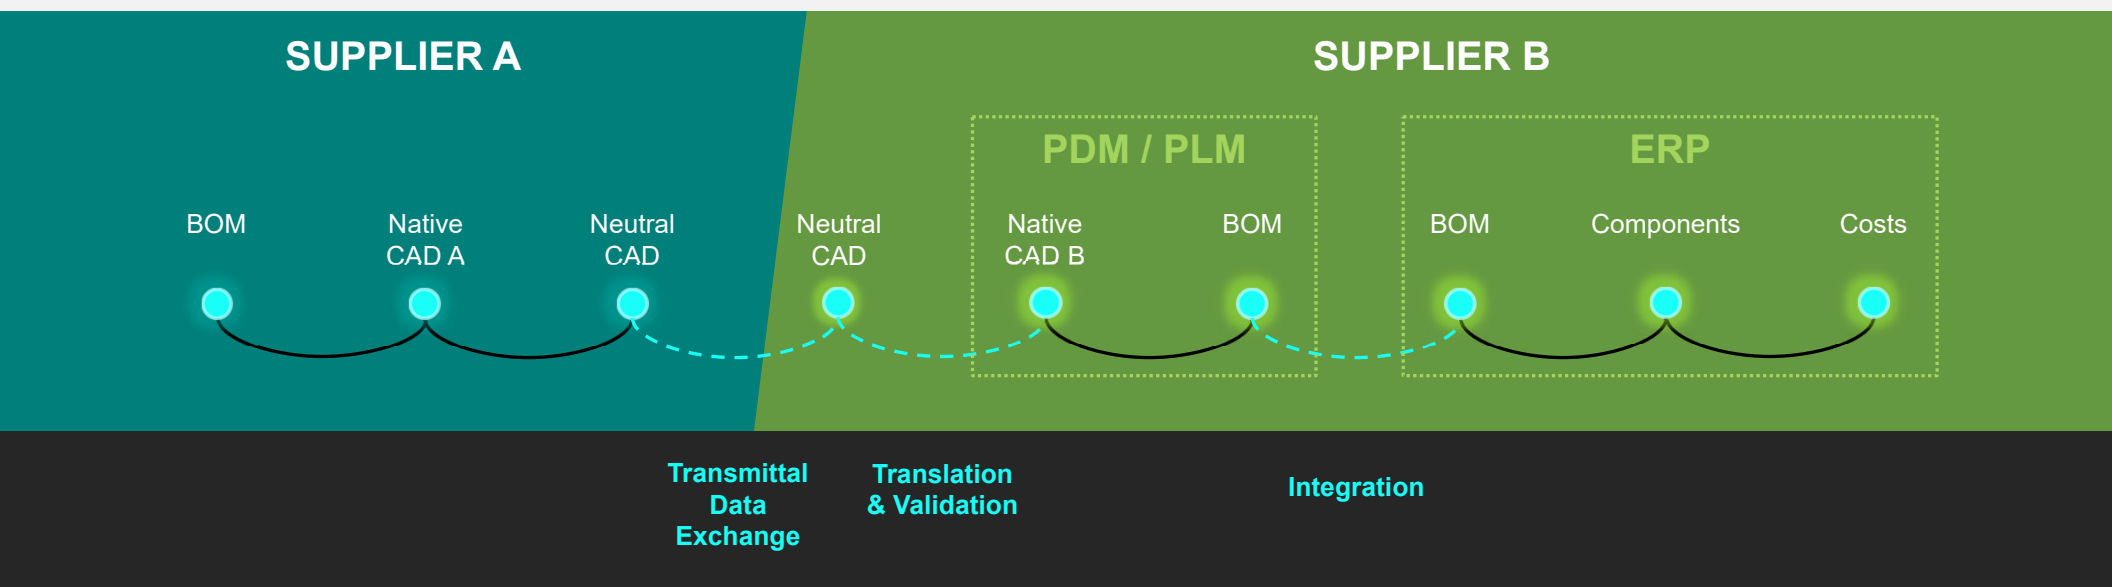 SUPPLIER A
SUPPLIER B
PDM / PLM
ERP
BOM
Native
CAD A
Neutral
CAD
Neutral
CAD
Native
CAD B
BOM
BOM
Components
Costs
Transmittal
Data
Exchange
Translation
& Validation
Integration